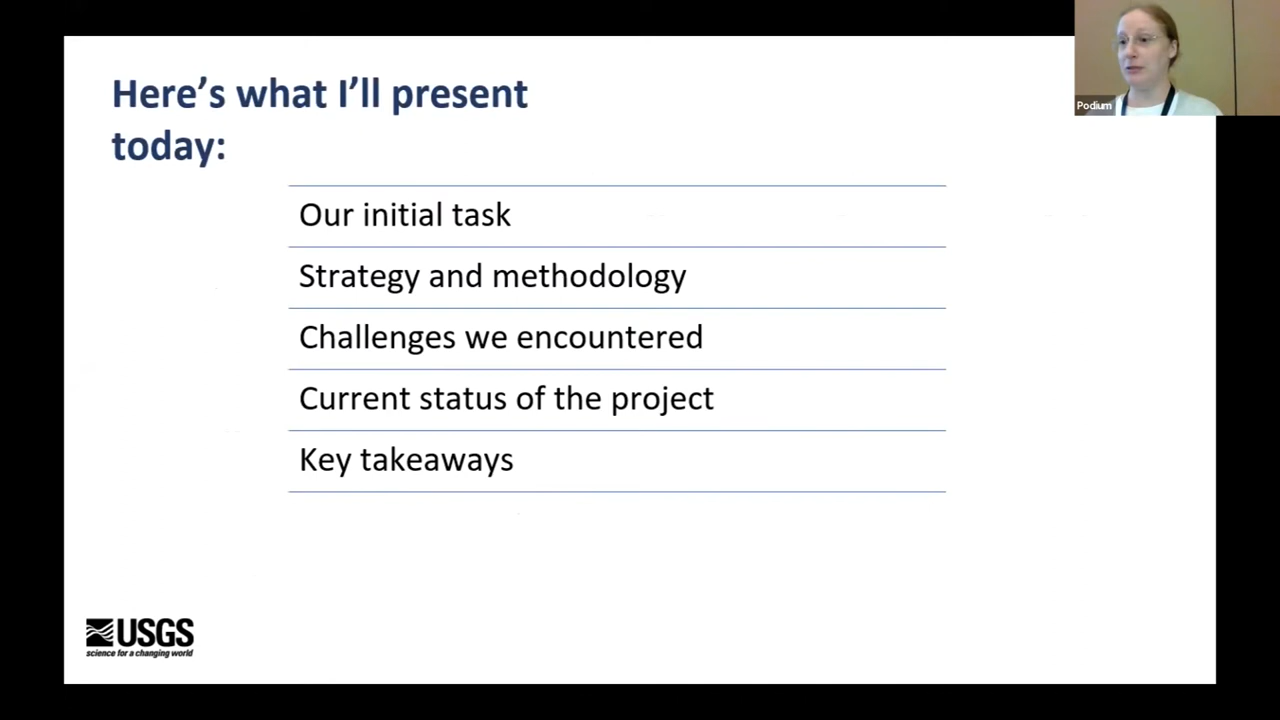 Here’s what I’ll present
today:
Podium
Our initial task
Strategy and methodology
Challenges we encountered
Current status of the project
Key takeaways
USGS
science for a changing world